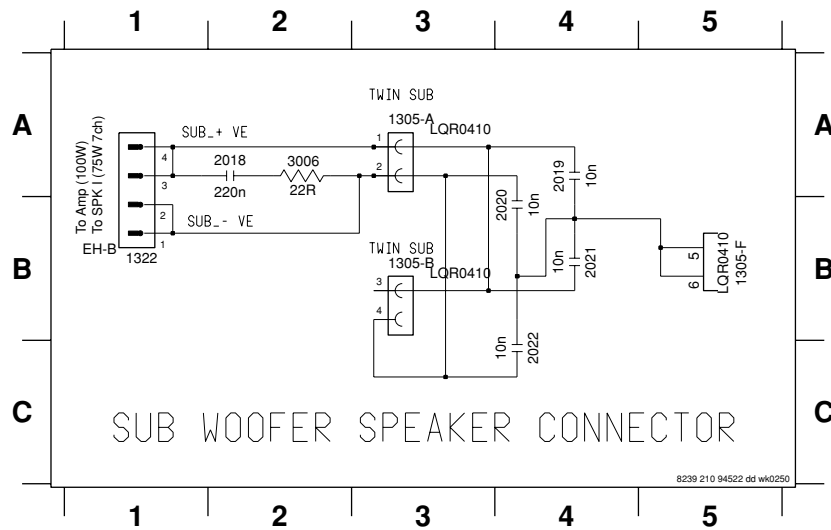 1 2 3 4 5
A A
B B
C C
TWIN SUB
1305-A
LQR0410
1
2
SUB_+ VE
To Amp (100W)
To SPK I (75W 7ch)
4
3
2
1
EH-B
1322
2018
220n
3006
22R
SUB_- VE
2019
10n
2020
10n
TWIN SUB
1305-B
LQR0410
3
4
10n
2021
10n
2022
5
6
LQR0410
1305-F
SUB WOOFER SPEAKER CONNECTOR
8239 210 94522 dd wk0250
1 2 3 4 5